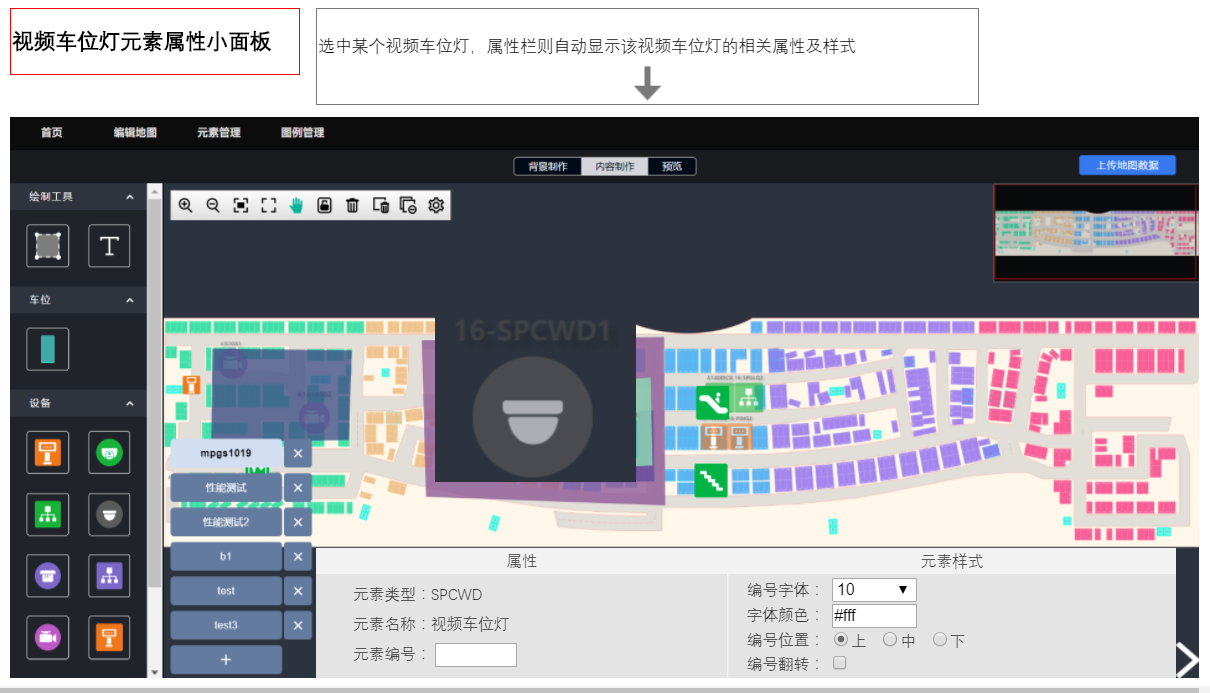 视频车位灯元素属性小面板
选中某个视频车位灯，属性栏则自动显示该视频车位灯的相关属性及样式
首页 编辑地图 元素管理 图例管理
背景制作 内容制作 预览
上传地图数据
绘制工具
T
车位
设备
16-SPCWD1
mpgs1019 ×
性能测试 ×
性能测试2 ×
b1 ×
test ×
test3 ×
+
属性
元素类型：SPCWD
元素名称：视频车位灯
元素编号：
元素样式
编号字体： 10
字体颜色： #fff
编号位置： 上 中 下
编号翻转：